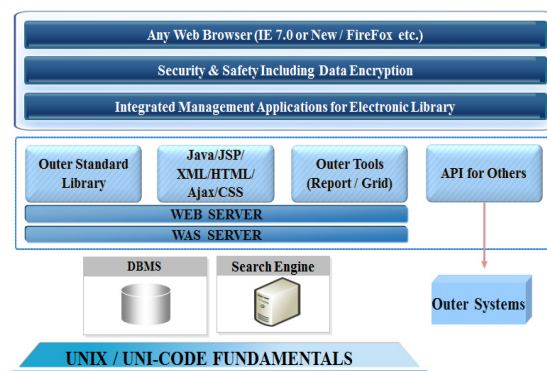 Any Web Browser (IE 7.0 or New / FireFox etc.)
Security & Safety Including Data Encryption
Integrated Management Applications for Electronic Library
Outer Standard
Library
Java/JSP/
XML/HTML/
Ajax/CSS
Outer Tools
(Report / Grid)
API for Others
WEB SERVER
WAS SERVER
DBMS
Search Engine
Outer Systems
UNIX / UNI-CODE FUNDAMENTALS